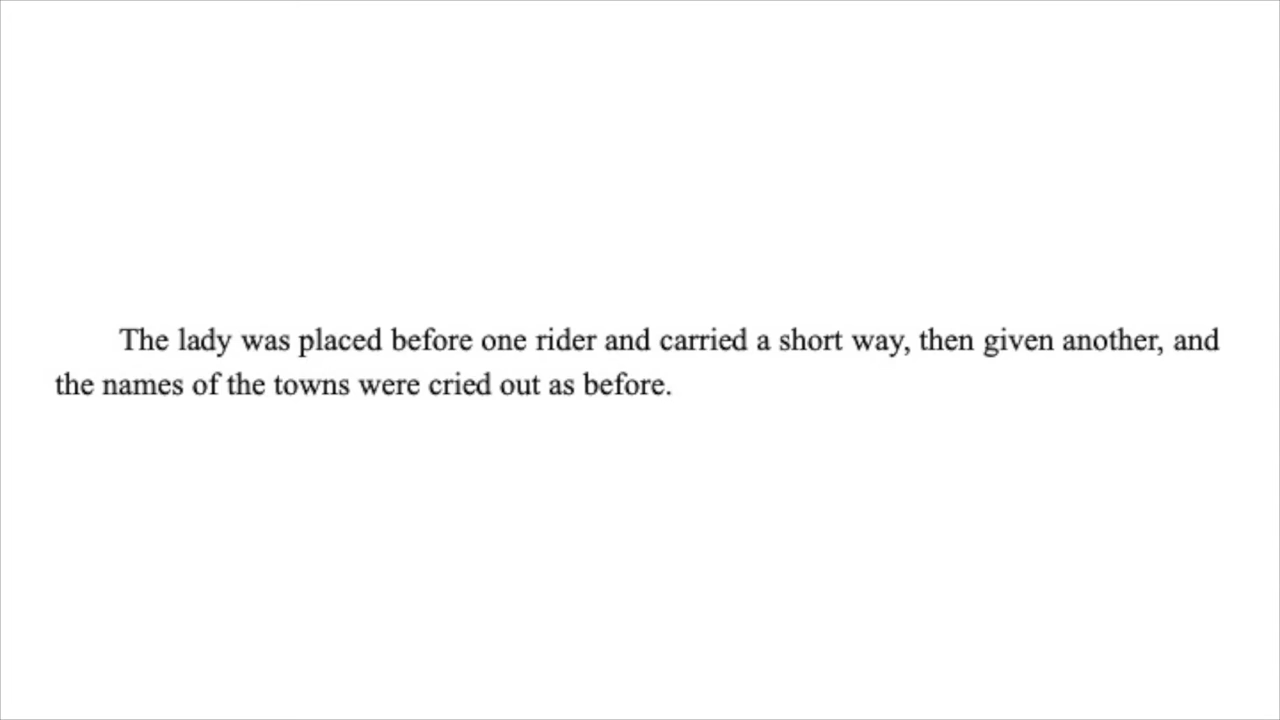 The lady was placed before one rider and carried a short way, then given another, and
the names of the towns were cried out as before.